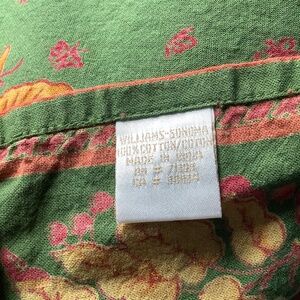 WILLIAMS-SONOMA
100% COTTON/COTON
MADE IN INDIA
RN
CA